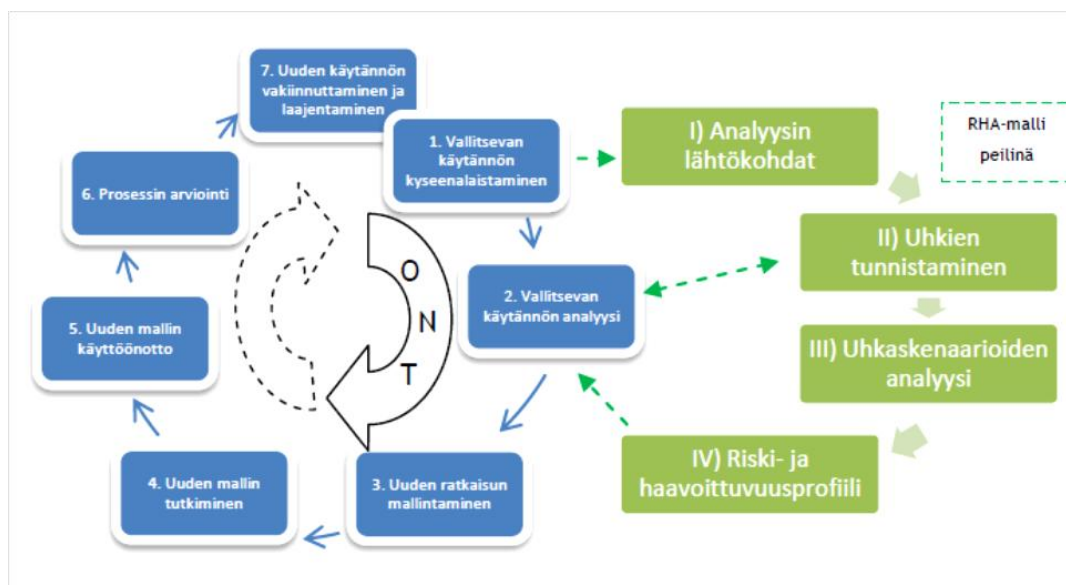 7. Uuden käytännön
vakiinnuttaminen ja
laajentaminen
1. Vallitsevan
käytännön
kyseenalaistaminen
I) Analyysin
lähtökohdat
RHA-malli
peilinä
6. Prosessin arviointi
II) Uhkien
tunnistaminen
O
N
T
2. Vallitsevan
käytännön analyysi
5. Uuden mallin
käyttöönotto
III) Uhkaskenaarioiden
analyysi
4. Uuden mallin
tutkiminen
3. Uuden ratkaisun
mallintaminen
IV) Riski- ja
haavoittuvuusprofiili